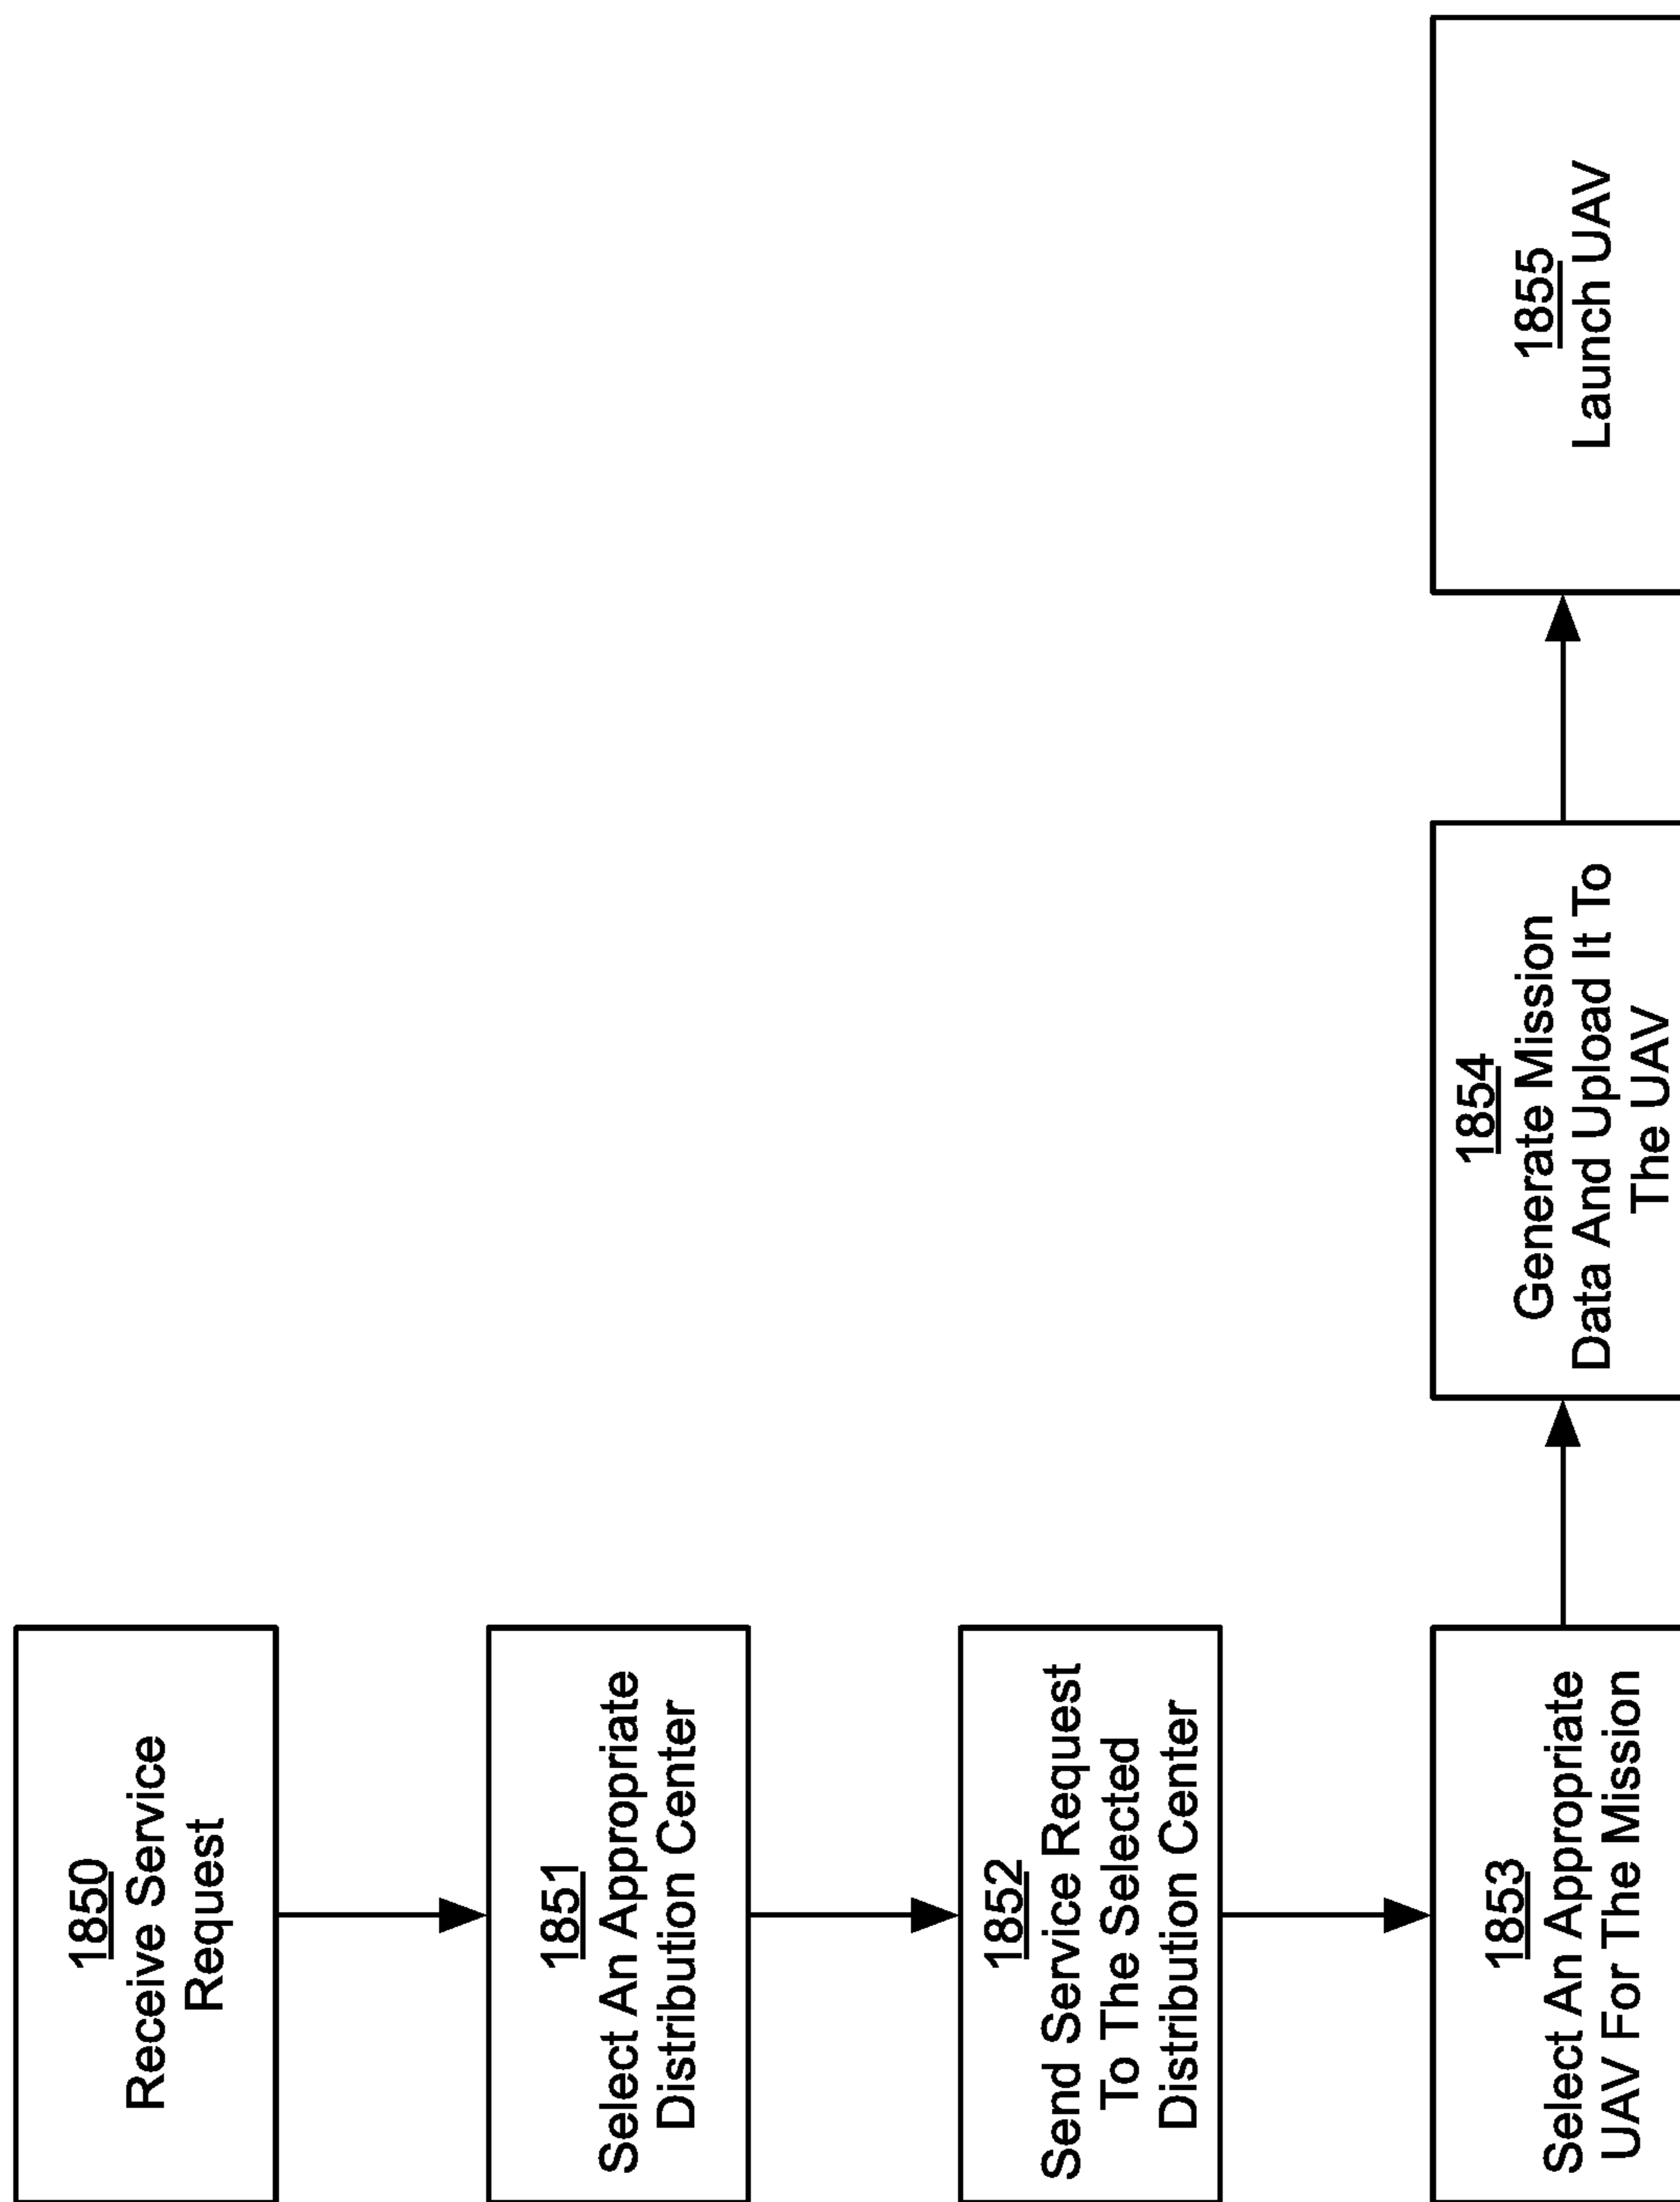 1850
Receive Service
Request
1851
Select An Appropriate
Distribution Center
1852
Send Service Request
To The Selected
Distribution Center
1853
Select An Appropriate
UAV For The Mission
1854
Generate Mission
Data And Upload It To
The UAV
1855
Launch UAV